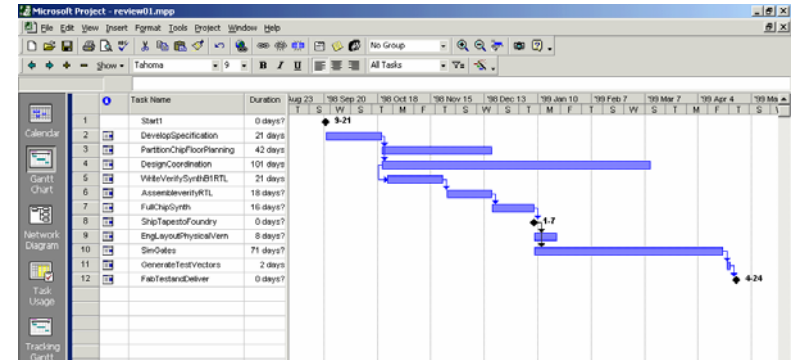 Microsoft Project - review01.mpp
File Edit View Insert Format Tools Project Window Help
No Group
Show Tahoma 9 B I U All Tasks
Task Name Duration Aug 23 '98 Sep 20 '98 Oct 18 '98 Nov 15 '98 Dec 13 '99 Jan 10 '99 Feb 7 '99 Mar 7 '99 Apr 4 '99 Ma
T S W S T M F T S W S T M F T S W S T M F T S
1 Start1 0 days? 9-21
2 DevelopSpecification 21 days
3 PartitionChipFloorPlanning 42 days
4 DesignCoordination 101 days
5 WriteVerifySynthB1RTL 21 days
6 AssembleverityRTL 18 days?
7 FullChipSynth 16 days?
8 ShipTapestoFoundry 0 days? 1-7
9 EngLayoutPhysicalVern 8 days?
10 SimGates 71 days?
11 GenerateTestVectors 2 days
12 FabTestandDeliver 0 days? 4-24
Calendar
Gantt
Chart
Network
Diagram
Task
Usage
Tracking
Gantt